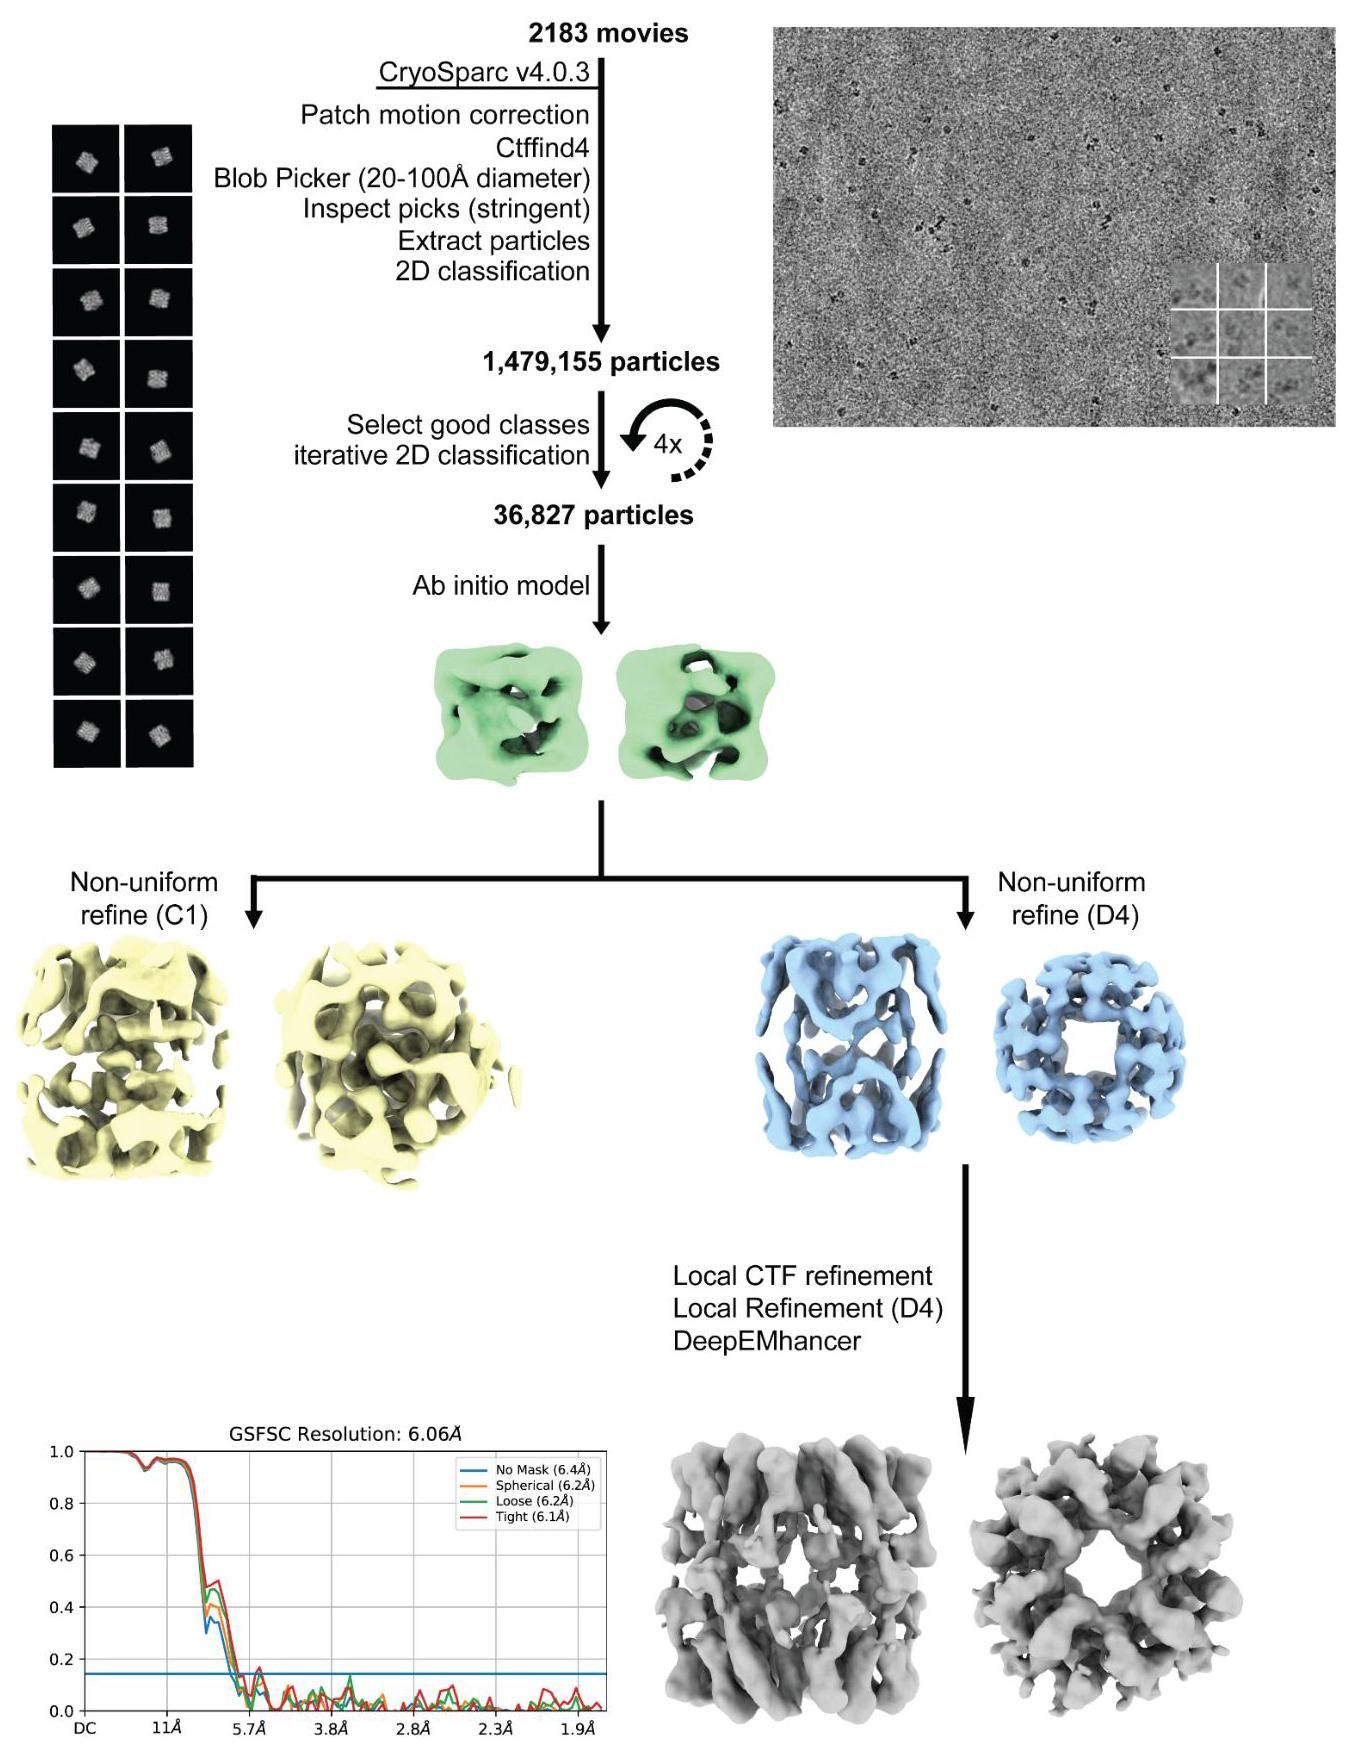 2183 movies
CryoSparc v4.0.3
Patch motion correction
Ctffind4
Blob Picker (20-100Å diameter)
Inspect picks (stringent)
Extract particles
2D classification
1,479,155 particles
Select good classes
iterative 2D classification
4x
36,827 particles
Ab initio model
Non-uniform
refine (C1)
Non-uniform
refine (D4)
Local CTF refinement
Local Refinement (D4)
DeepEMhancer
GSFSC Resolution: 6.06Å
No Mask (6.4Å)
Spherical (6.2Å)
Loose (6.2Å)
Tight (6.1Å)
1.0
0.8
0.6
0.4
0.2
0.0
DC 11Å 5.7Å 3.8Å 2.8Å 2.3Å 1.9Å